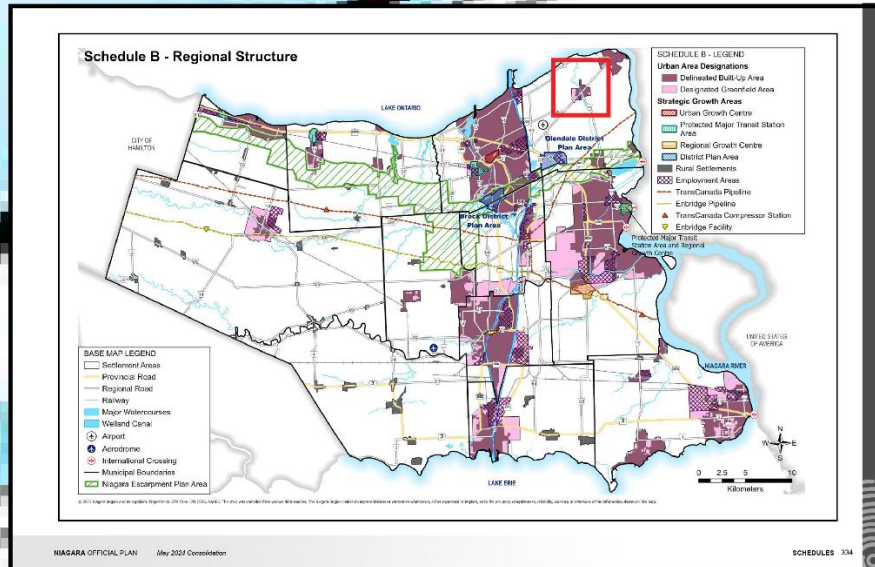 Schedule B - Regional Structure
LAKE ONTARIO
CITY OF
HAMILTON
Glendale District
Plan Area
Brock District
Plan Area
Protected Major Transit
Station Area and Regional
Growth Centre
UNITED STATES
OF AMERICA
NIAGARA RIVER
LAKE ERIE
SCHEDULE B - LEGEND
Urban Area Designations
Delineated Built-Up Area
Designated Greenfield Area
Strategic Growth Areas
Urban Growth Centre
Protected Major Transit Station
Area
Regional Growth Centre
District Plan Area
Rural Settlements
Employment Areas
TransCanada Pipeline
Enbridge Pipeline
TransCanada Compressor Station
Enbridge Facility
BASE MAP LEGEND
Settlement Areas
Provincial Road
Regional Road
Railway
Major Watercourses
Welland Canal
Airport
Aerodrome
International Crossing
Municipal Boundaries
Niagara Escarpment Plan Area
N
W
E
S
0 2.5 5 10
Kilometers
3
3
3
NIAGARA OFFICIAL PLAN May 2024 Consolidation
SCHEDULES 334